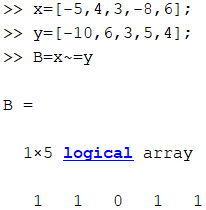 >> x=[-5,4,3,-8,6];
>> y=[-10,6,3,5,4];
>> B=x~=y
B =
1×5 logical array
1 1 0 1 1